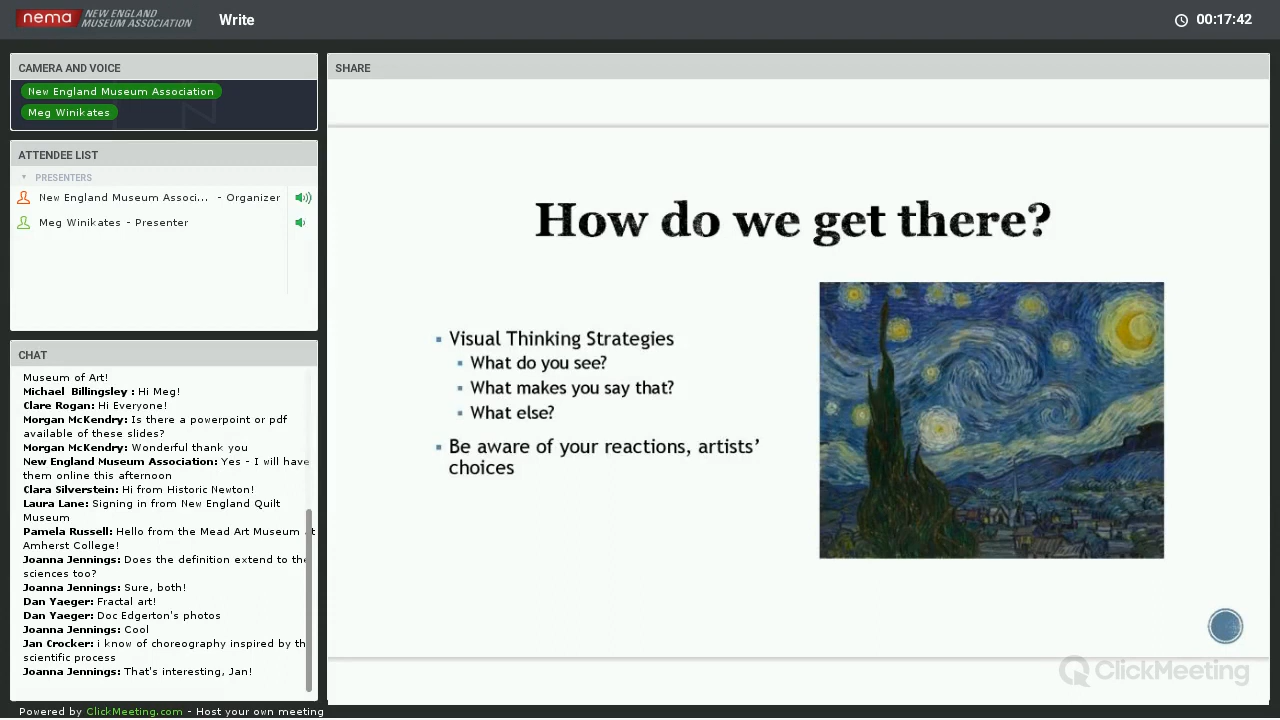 nema NEW ENGLAND
MUSEUM ASSOCIATION
Write
00:17:42
CAMERA AND VOICE
New England Museum Association
Meg Winikates
ATTENDEE LIST
PRESENTERS
New England Museum Associ... - Organizer
Meg Winikates - Presenter
CHAT
Museum of Art!
Michael Billingsley : Hi Meg!
Clare Rogan: Hi Everyone!
Morgan McKendry: Is there a powerpoint or pdf
available of these slides?
Morgan McKendry: Wonderful thank you
New England Museum Association: Yes - I will have
them online this afternoon
Clara Silverstein: Hi from Historic Newton!
Laura Lane: Signing in from New England Quilt
Museum
Pamela Russell: Hello from the Mead Art Museum at
Amherst College!
Joanna Jennings: Does the definition extend to the
sciences too?
Joanna Jennings: Sure, both!
Dan Yaeger: Fractal art!
Dan Yaeger: Doc Edgerton's photos
Joanna Jennings: Cool
Jan Crocker: i know of choreography inspired by the
scientific process
Joanna Jennings: That's interesting, Jan!
Powered by ClickMeeting.com - Host your own meeting
SHARE
How do we get there?
Visual Thinking Strategies
What do you see?
What makes you say that?
What else?
Be aware of your reactions, artists’
choices
ClickMeeting